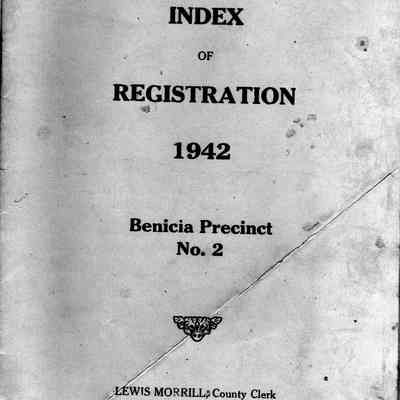 INDEX
OF
REGISTRATION
1942
Benicia Precinct
No. 2
LEWIS MORRILL, County Clerk